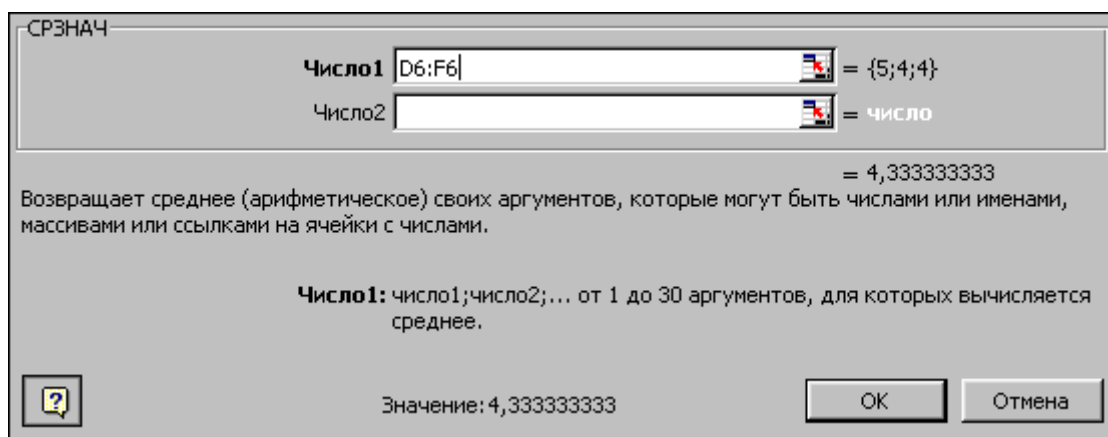 СРЗНАЧ
Число1 D6:F6 = {5;4;4}
Число2 = число
= 4,333333333
Возвращает среднее (арифметическое) своих аргументов, которые могут быть числами или именами,
массивами или ссылками на ячейки с числами.
Число1: число1;число2;... от 1 до 30 аргументов, для которых вычисляется
среднее.
? Значение:4,333333333 ОК Отмена